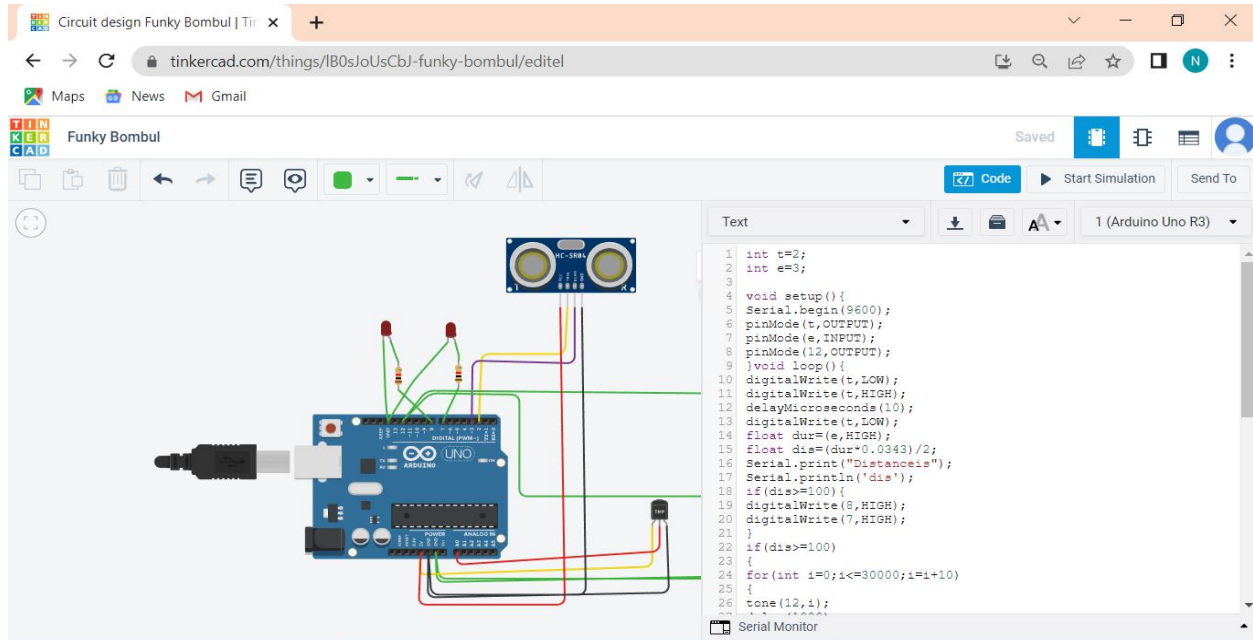 Circuit design Funky Bombul | Tir
tinkercad.com/things/lB0sJoUsCbJ-funky-bombul/editel
N
Maps News Gmail
TIN
KER
CAD
Funky Bombul
Saved
Code
Start Simulation
Send To
Text
AA
1 (Arduino Uno R3)
HC-SR04
T R
DIGITAL (PWM~)
UNO
ARDUINO
POWER
ANALOG IN
TMP
1 int t=2;
2 int e=3;
3
4 void setup(){
5 Serial.begin(9600);
6 pinMode(t,OUTPUT);
7 pinMode(e,INPUT);
8 pinMode(12,OUTPUT);
9 }void loop(){
10 digitalWrite(t,LOW);
11 digitalWrite(t,HIGH);
12 delayMicroseconds(10);
13 digitalWrite(t,LOW);
14 float dur=(e,HIGH);
15 float dis=(dur*0.0343)/2;
16 Serial.print("Distanceis");
17 Serial.println('dis');
18 if(dis>=100){
19 digitalWrite(8,HIGH);
20 digitalWrite(7,HIGH);
21 }
22 if(dis>=100)
23 {
24 for(int i=0;i<=30000;i=i+10)
25 {
26 tone(12,i);
Serial Monitor